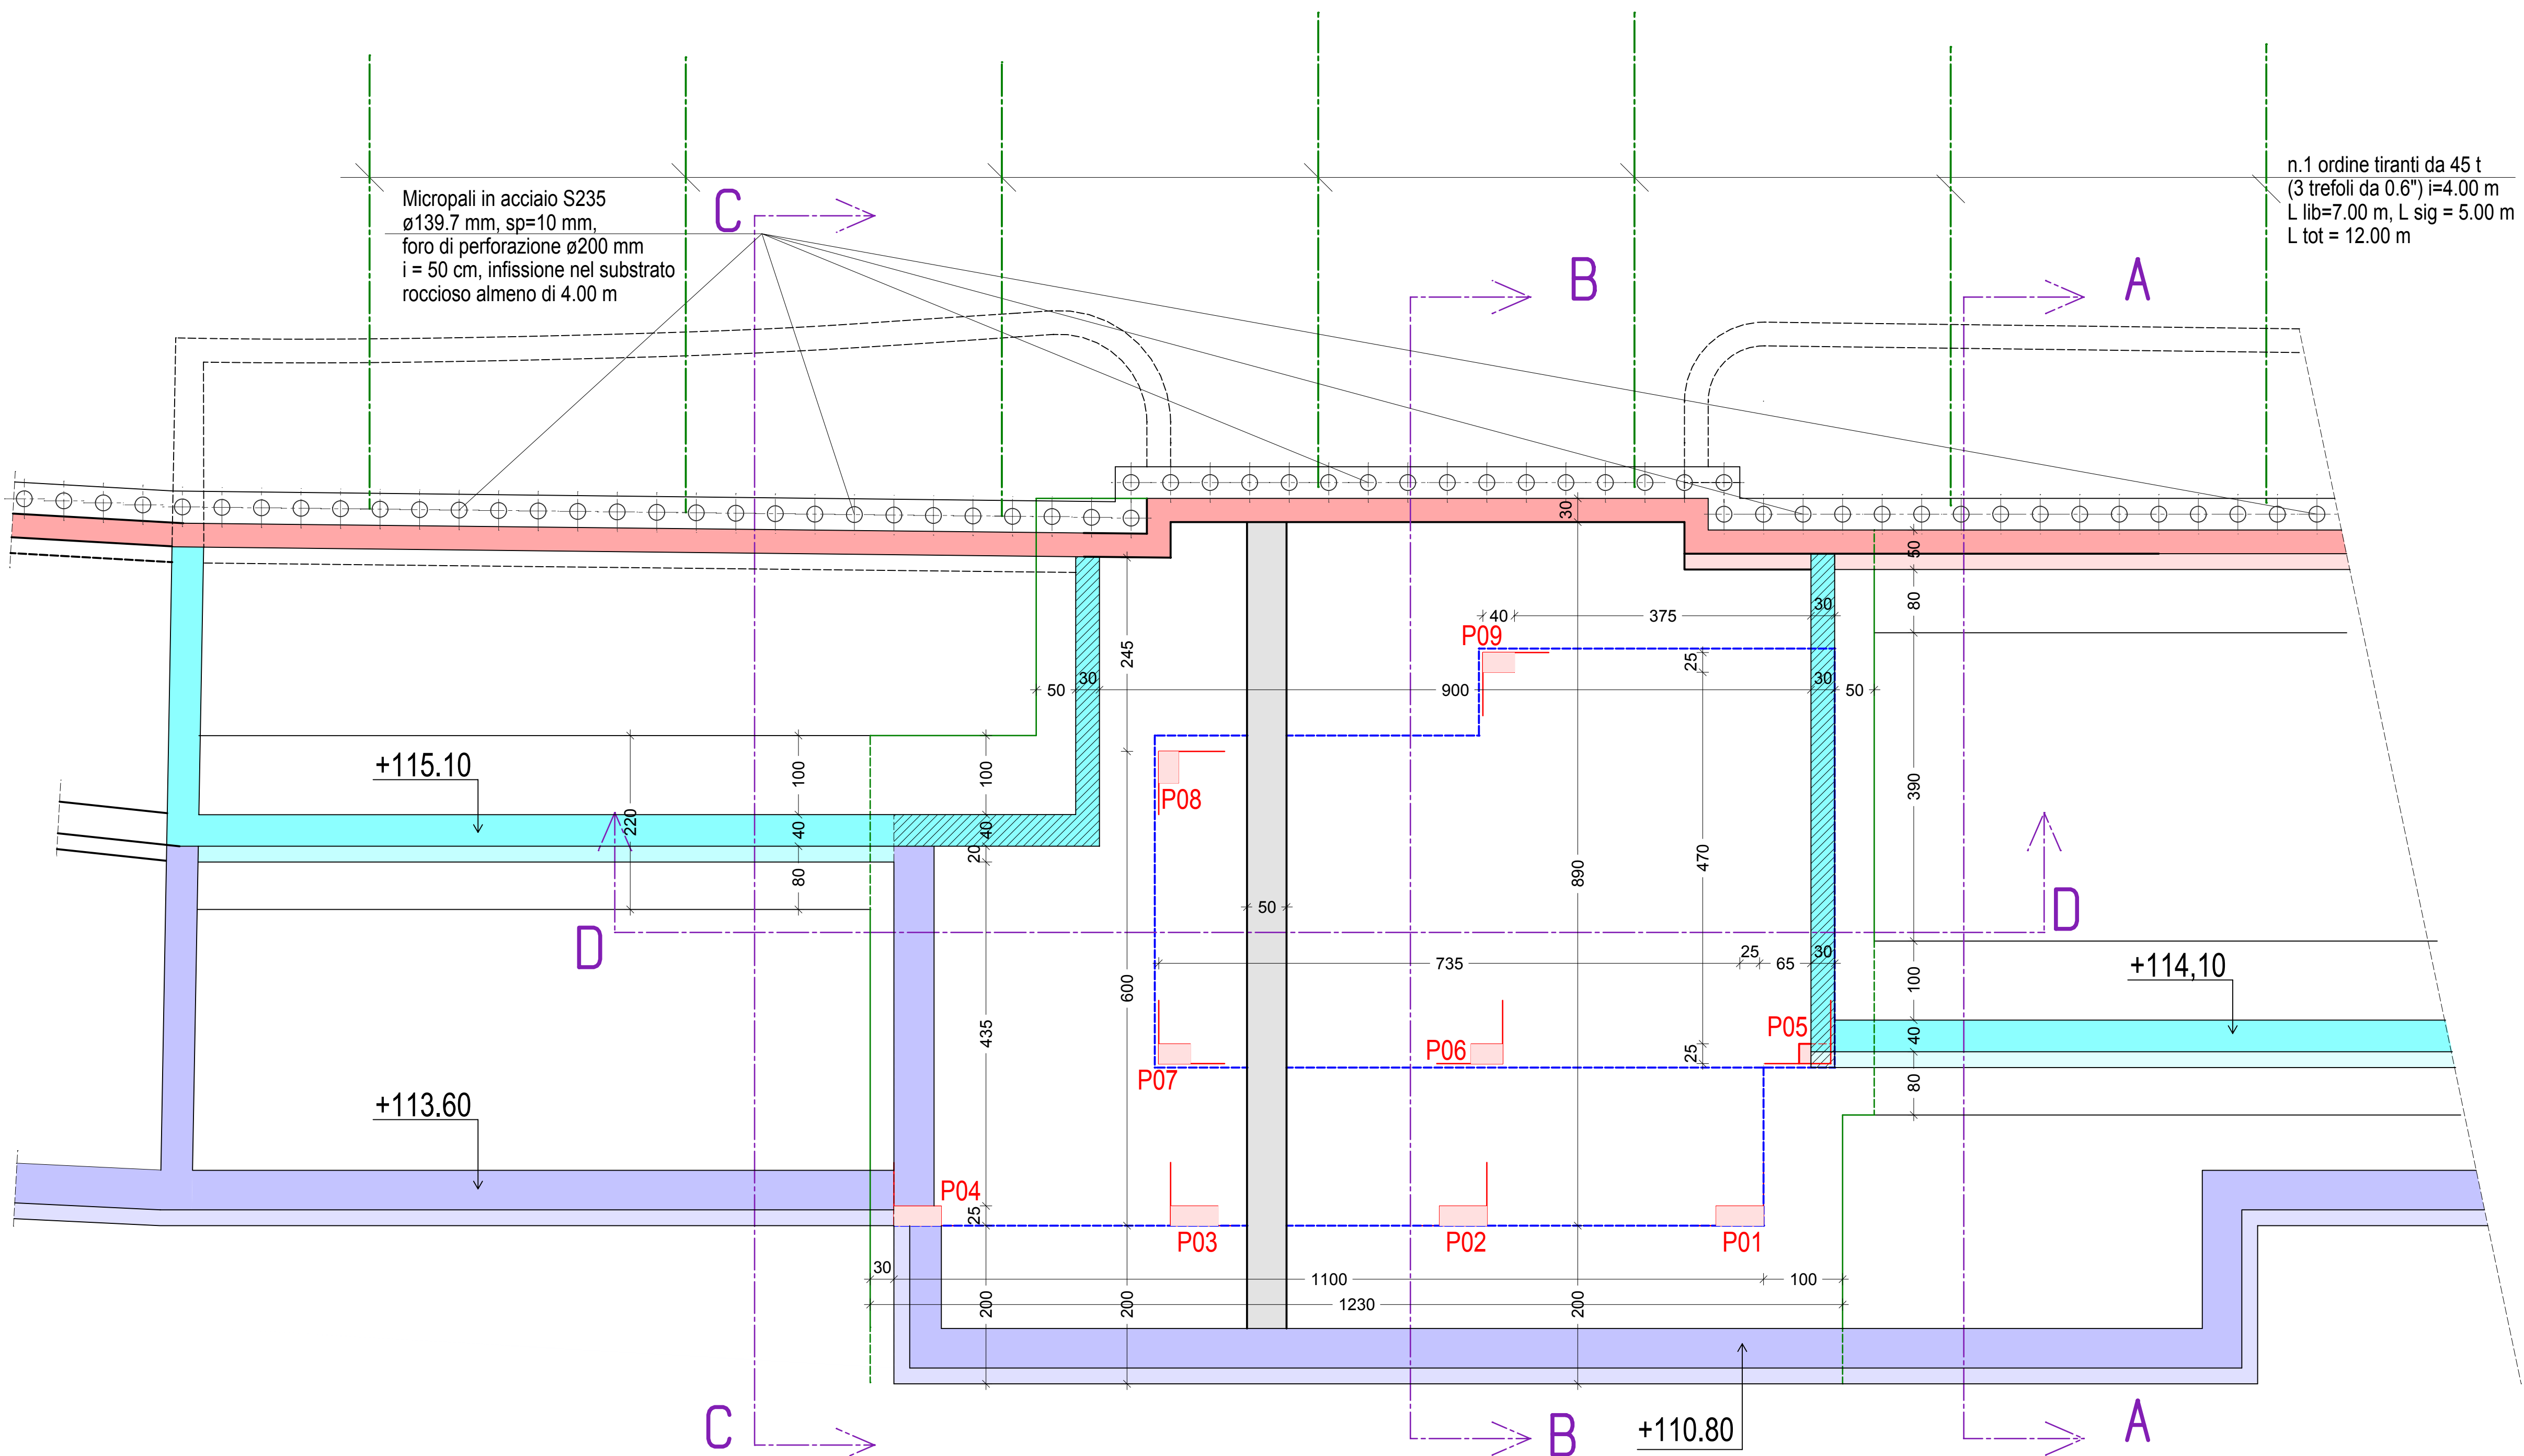 n.1 ordine tiranti da 45 t
(3 trefoli da 0.6") i=4.00 m
L lib=7.00 m, L sig = 5.00 m
L tot = 12.00 m
Micropali in acciaio S235
ø139.7 mm, sp=10 mm,
foro di perforazione ø200 mm
i = 50 cm, infissione nel substrato
roccioso almeno di 4.00 m
C
B
A
30
50
80
40
375
30
P09
245
25
50
30
900
30
50
+115.10
100
100
390
P08
220
40
40
20
80
470
890
50
D
D
735
25
65
30
+114,10
600
100
435
P05
40
P06
25
P07
80
+113.60
P04
25
P03
P02
P01
30
1100
100
1230
200
200
200
+110.80
C
B
A